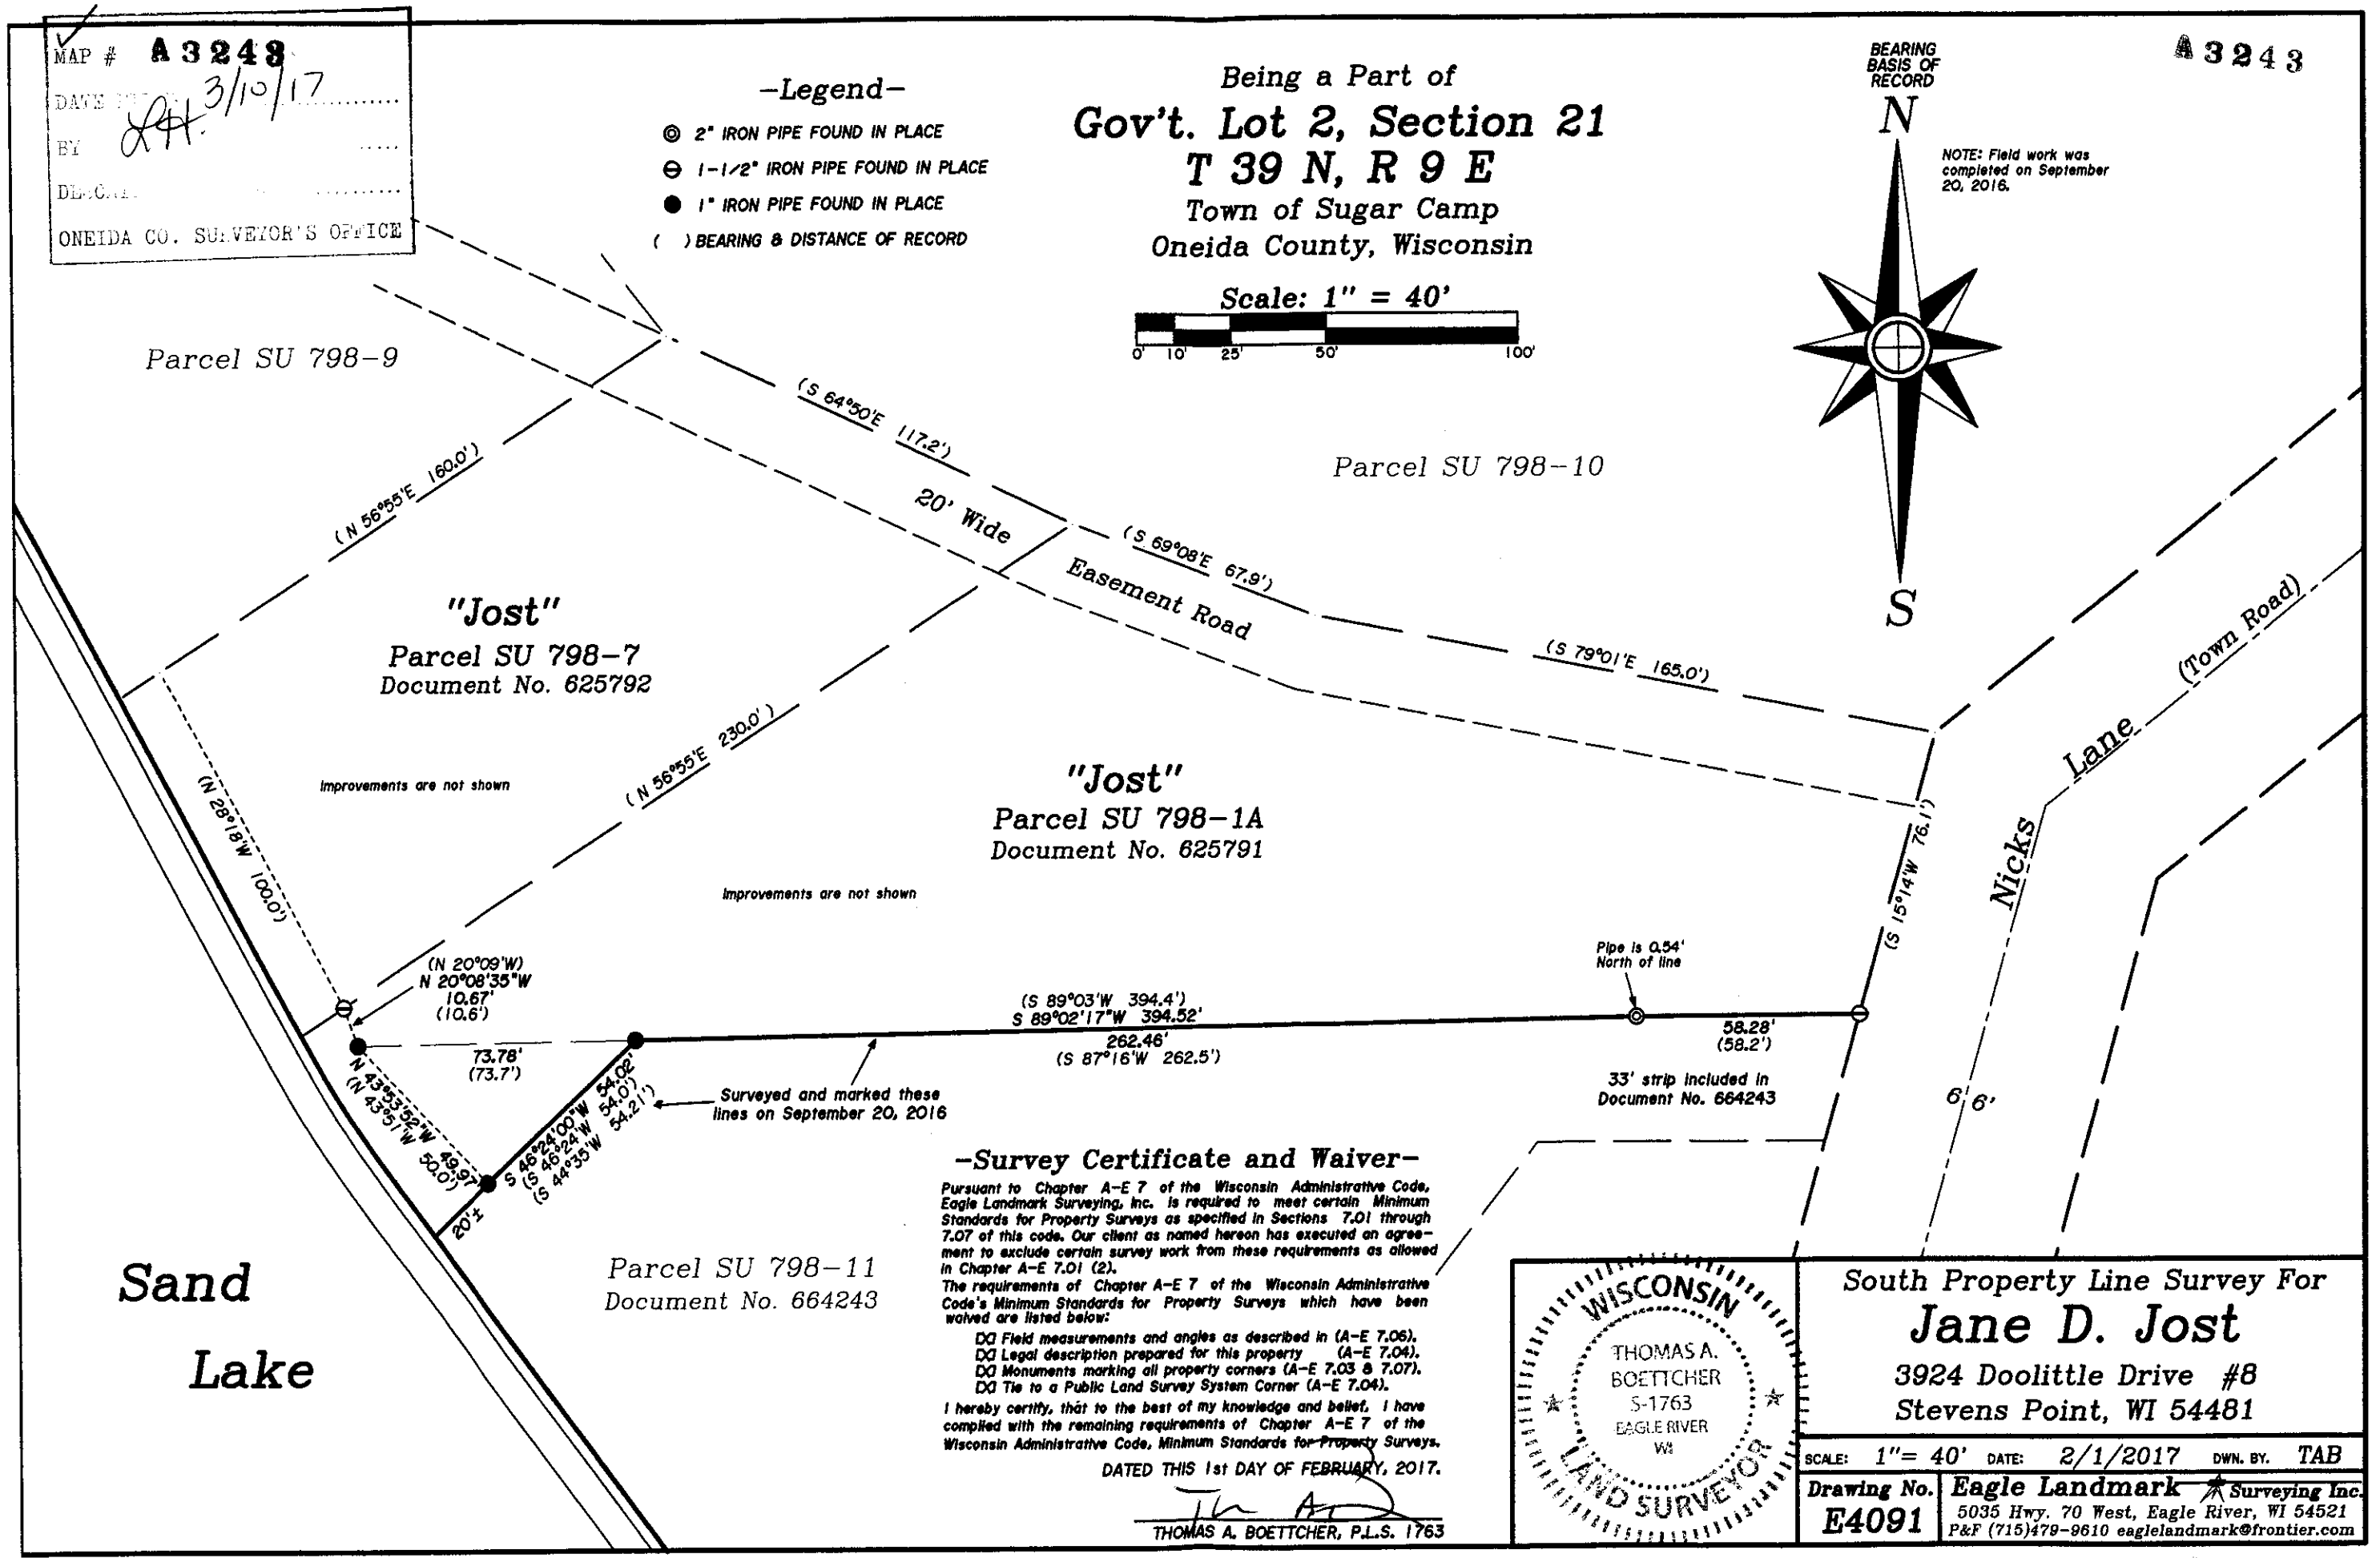 MAP # A 3243
DATE
3/10/17
BY LH.
ONEIDA CO. SURVEYOR'S OFFICE
-Legend-
2" IRON PIPE FOUND IN PLACE
1-1/2" IRON PIPE FOUND IN PLACE
1" IRON PIPE FOUND IN PLACE
( ) BEARING & DISTANCE OF RECORD
Being a Part of
Gov't. Lot 2, Section 21
T 39 N, R 9 E
Town of Sugar Camp
Oneida County, Wisconsin
Scale: 1" = 40'
0' 10' 25' 50' 100'
BEARING
BASIS OF
RECORD
N
S
A 3243
NOTE: Field work was
completed on September
20, 2016.
Parcel SU 798-9
(S 64°50'E 117.2')
Parcel SU 798-10
(N 56°55'E 160.0')
20' Wide
Easement Road
(S 69°08'E 67.9')
(S 79°01'E 165.0')
(Town Road)
Nicks Lane
"Jost"
Parcel SU 798-7
Document No. 625792
Improvements are not shown
(N 28°18'W 100.0')
(N 56°55'E 230.0')
"Jost"
Parcel SU 798-1A
Document No. 625791
Improvements are not shown
(S 15°14'W 76.1')
Pipe is 0.54'
North of line
(N 20°09'W)
N 20°08'35"W
10.67'
(10.6')
(S 89°03'W 394.4')
S 89°02'17"W 394.52'
262.46'
(S 87°16'W 262.5')
58.28'
(58.2')
73.78'
(73.7')
N 43°53'52"W 49.97'
(N 43°51'W 50.0')
S 46°24'00"W 54.02'
(S 46°24'W 54.0')
(S 44°35'W 54.21')
20'±
Surveyed and marked these
lines on September 20, 2016
33' strip included in
Document No. 664243
66'
Parcel SU 798-11
Document No. 664243
Sand
Lake
-Survey Certificate and Waiver-
Pursuant to Chapter A-E 7 of the Wisconsin Administrative Code,
Eagle Landmark Surveying, Inc. is required to meet certain Minimum
Standards for Property Surveys as specified in Sections 7.01 through
7.07 of this code. Our client as named hereon has executed an agree-
ment to exclude certain survey work from these requirements as allowed
in Chapter A-E 7.01 (2).
The requirements of Chapter A-E 7 of the Wisconsin Administrative
Code's Minimum Standards for Property Surveys which have been
waived are listed below:
[X] Field measurements and angles as described in (A-E 7.06).
[X] Legal description prepared for this property (A-E 7.04).
[X] Monuments marking all property corners (A-E 7.03 & 7.07).
[X] Tie to a Public Land Survey System Corner (A-E 7.04).
I hereby certify, that to the best of my knowledge and belief, I have
complied with the remaining requirements of Chapter A-E 7 of the
Wisconsin Administrative Code, Minimum Standards for Property Surveys.
DATED THIS 1st DAY OF FEBRUARY, 2017.
THOMAS A. BOETTCHER, P.L.S. 1763
WISCONSIN
THOMAS A.
BOETTCHER
S-1763
EAGLE RIVER
WI
LAND SURVEYOR
South Property Line Survey For
Jane D. Jost
3924 Doolittle Drive #8
Stevens Point, WI 54481
SCALE: 1"= 40' DATE: 2/1/2017 DWN. BY. TAB
Drawing No.
E4091
Eagle Landmark Surveying Inc.
5035 Hwy. 70 West, Eagle River, WI 54521
P&F (715)479-9610 eaglelandmark@frontier.com